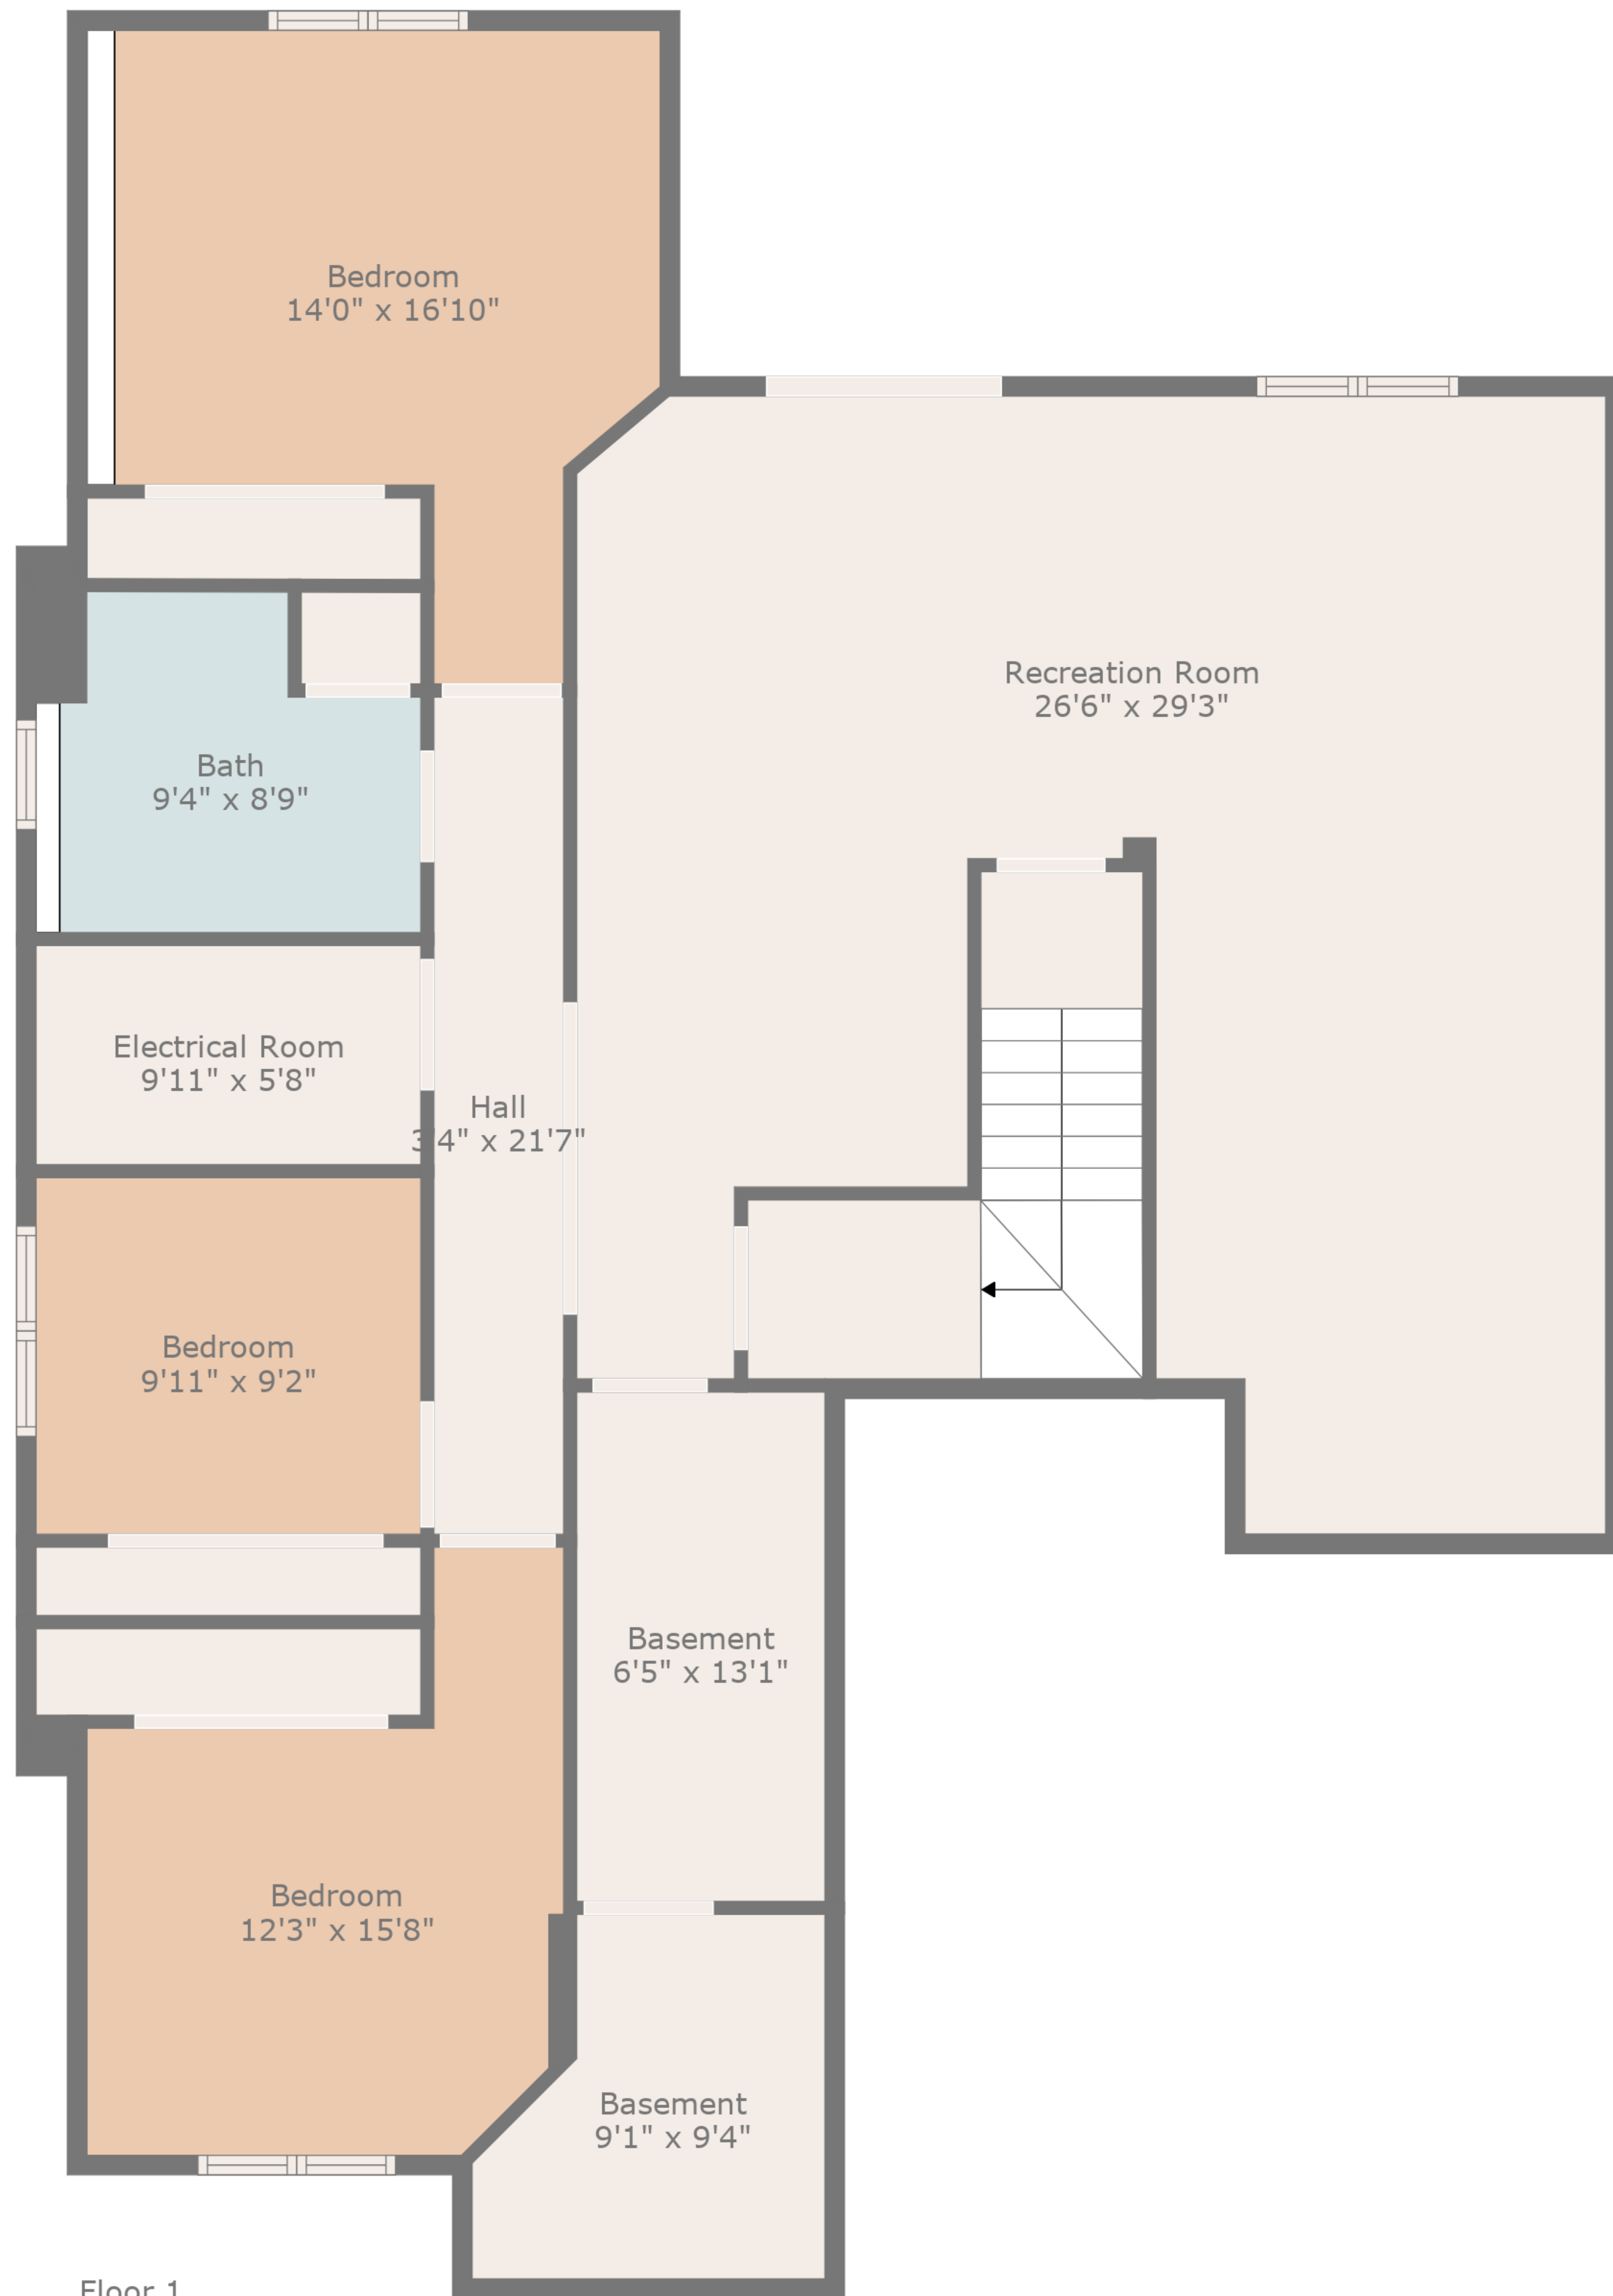 Bedroom
14'0" x 16'10"
Recreation Room
26'6" x 29'3"
Bath
9'4" x 8'9"
Electrical Room
9'11" x 5'8"
Hall
3'4" x 21'7"
Bedroom
9'11" x 9'2"
Basement
6'5" x 13'1"
Bedroom
12'3" x 15'8"
Basement
9'1" x 9'4"
Floor 1